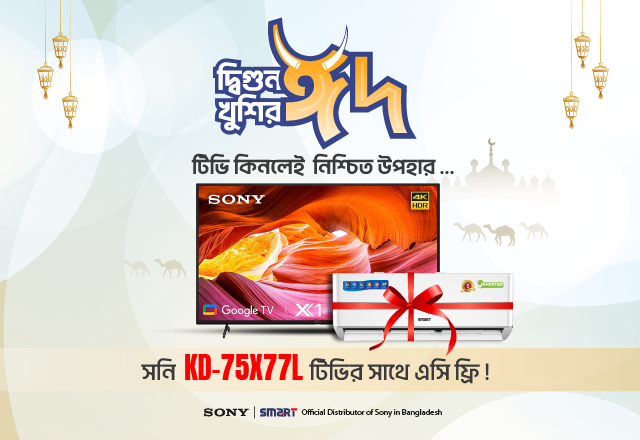 দ্বিগুন
খুশির
ঈদ
টিভি কিনলেই নিশ্চিত উপহার ...
SONY
4K
HDR
Google TV
X1
SMART
INVERTER
সনি KD-75X77L টিভির সাথে এসি ফ্রি !
SONY | SMART Official Distributor of Sony in Bangladesh